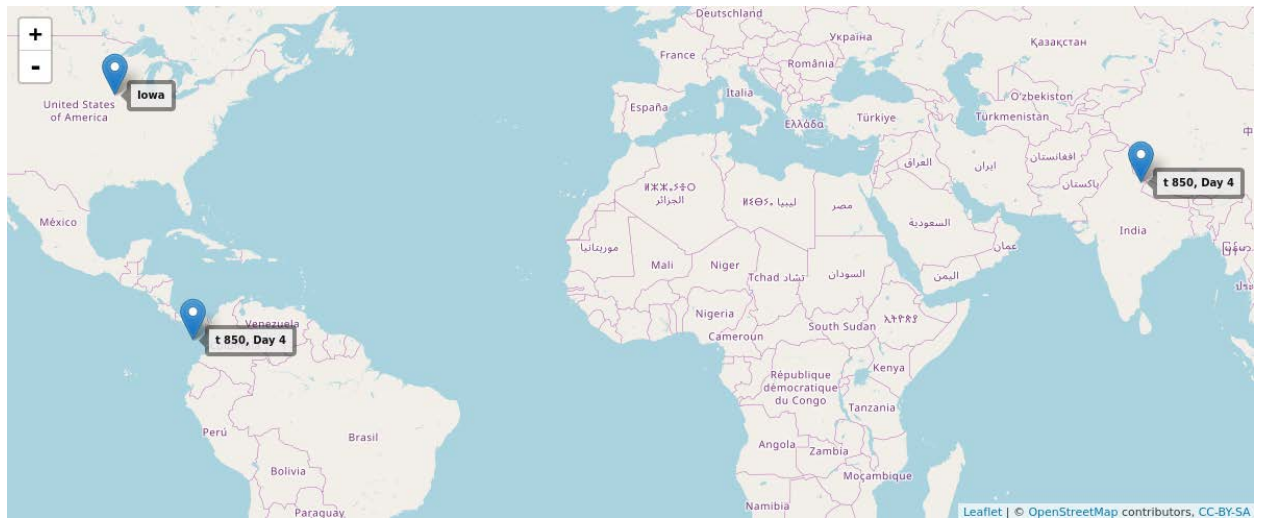 +
-
Deutschland
Україна
Қазақстан
France
România
Iowa
Italia
O'zbekiston
United States
of America
España
Ελλάδα
Türkiye
Türkmenistan
العراق
ایران
افغانستان
پاکستان
t 850, Day 4
الجزائر
ليبيا
مصر
السعودية
México
India
عمان
موريتانيا
Mali
Niger
Tchad تشاد
السودان
اليمن
Nigeria
South Sudan
Venezuela
t 850, Day 4
Cameroun
Kenya
République
démocratique
du Congo
Tanzania
Perú
Brasil
Angola
Zambia
Bolivia
Moçambique
Namibia
Paraguay
Leaflet | © OpenStreetMap contributors, CC-BY-SA